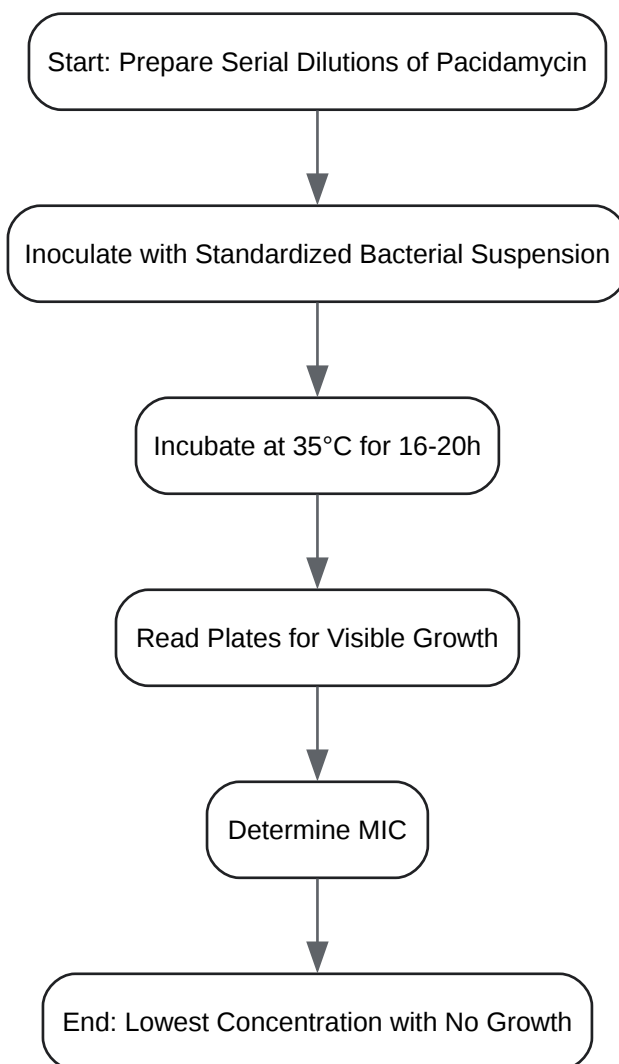 Start: Prepare Serial Dilutions of Pacidamycin
Inoculate with Standardized Bacterial Suspension
Incubate at 35°C for 16-20h
Read Plates for Visible Growth
Determine MIC
End: Lowest Concentration with No Growth